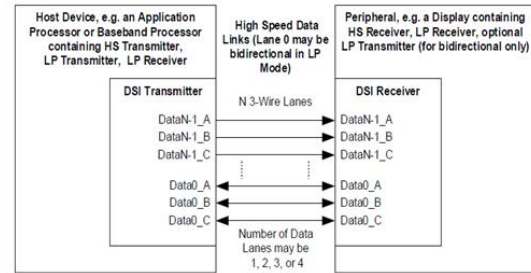 Host Device, e.g. an Application
Processor or Baseband Processor
containing HS Transmitter,
LP Transmitter, LP Receiver
High Speed Data
Links (Lane 0 may be
bidirectional in LP
Mode)
Peripheral, e.g. a Display containing
HS Receiver, LP Receiver, optional
LP Transmitter (for bidirectional only)
DSI Transmitter
N 3-Wire Lanes
DSI Receiver
DataN-1_A
DataN-1_A
DataN-1_B
DataN-1_B
DataN-1_C
DataN-1_C
Data0_A
Data0_A
Data0_B
Data0_B
Data0_C
Data0_C
Number of Data
Lanes may be
1, 2, 3, or 4